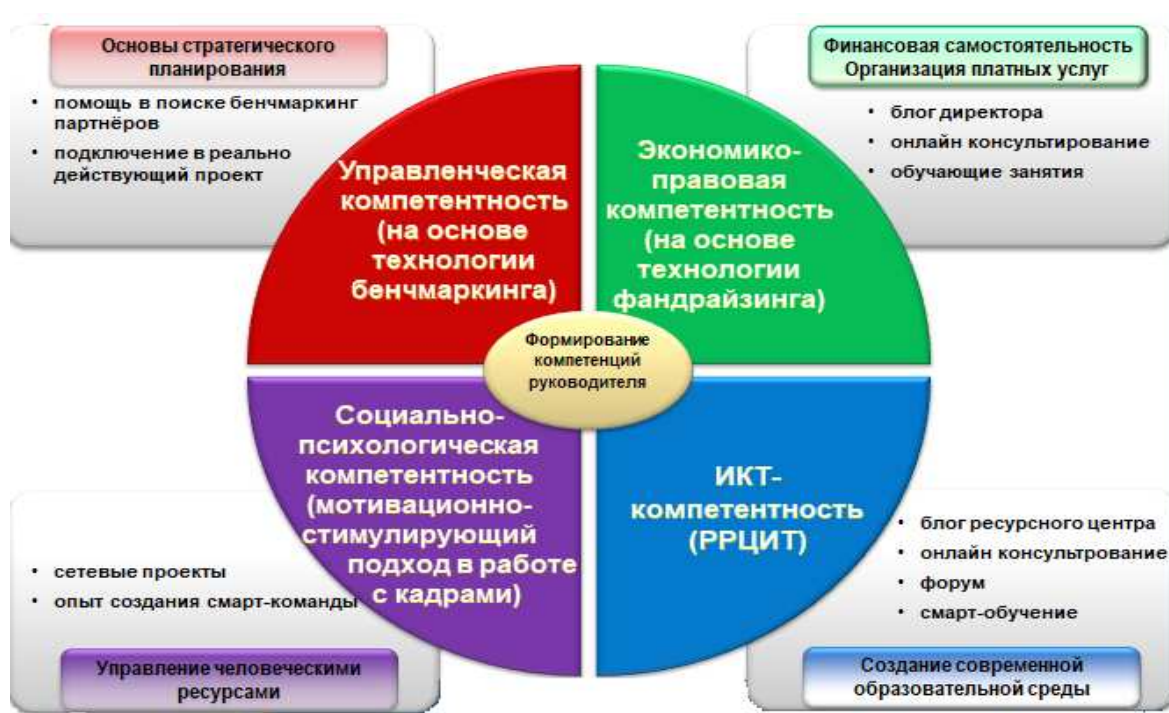 Основы стратегического
планирования
• помощь в поиске бенчмаркинг
партнёров
• подключение в реально
действующий проект
Финансовая самостоятельность
Организация платных услуг
• блог директора
• онлайн консультирование
• обучающие занятия
Управленческая
компетентность
(на основе
технологии
бенчмаркинга)
Экономико-
правовая
компетентность
(на основе
технологии
фандрайзинга)
Формирование
компетенций
руководителя
Социально-
психологическая
компетентность
(мотивационно-
стимулирующий
подход в работе
с кадрами)
ИКТ-
компетентность
(РРЦИТ)
• сетевые проекты
• опыт создания смарт-команды
Управление человеческими
ресурсами
• блог ресурсного центра
• онлайн консультрование
• форум
• смарт-обучение
Создание современной
образовательной среды